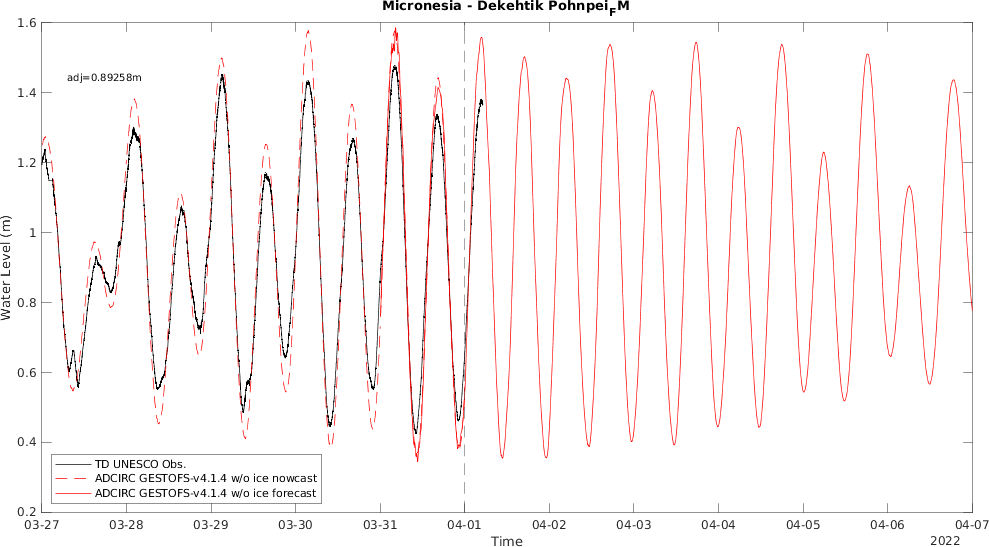 Micronesia - Dekehtik Pohnpei_FM
adj=0.89258m
Water Level (m)
1.6
1.4
1.2
1
0.8
0.6
0.4
0.2
TD UNESCO Obs.
ADCIRC GESTOFS-v4.1.4 w/o ice nowcast
ADCIRC GESTOFS-v4.1.4 w/o ice forecast
03-27 03-28 03-29 03-30 03-31 04-01 04-02 04-03 04-04 04-05 04-06 04-07
Time
2022